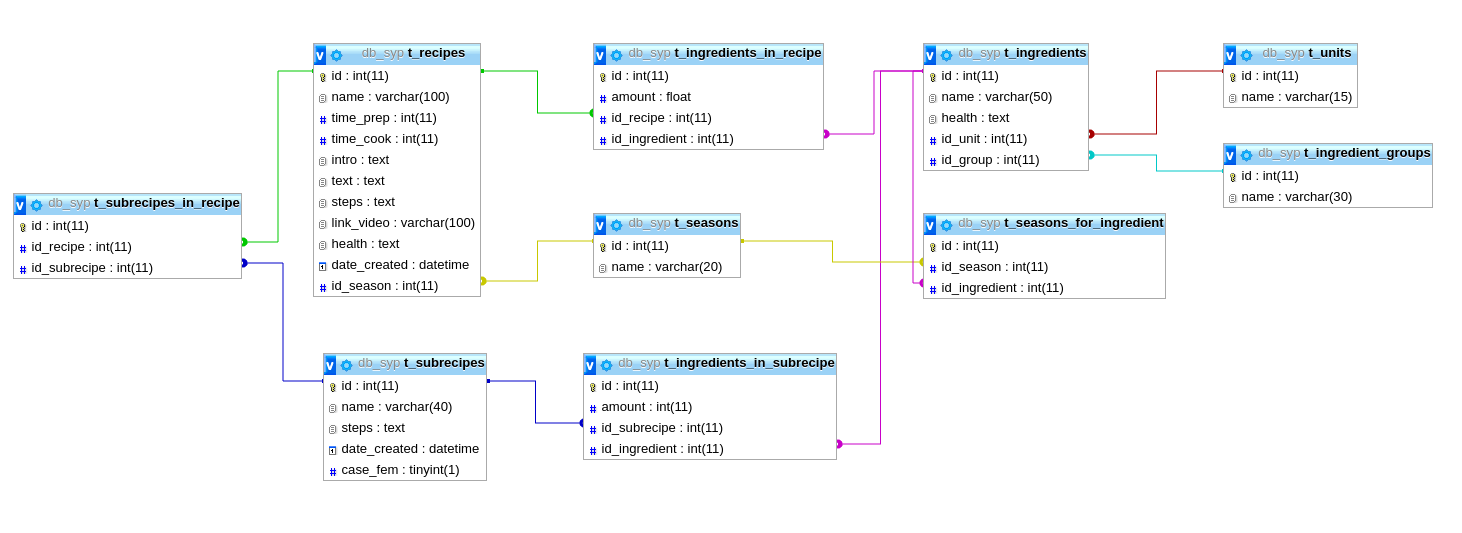 v db_syp t_recipes
id : int(11)
name : varchar(100)
time_prep : int(11)
time_cook : int(11)
intro : text
text : text
steps : text
link_video : varchar(100)
health : text
date_created : datetime
id_season : int(11)
v db_syp t_ingredients_in_recipe
id : int(11)
amount : float
id_recipe : int(11)
id_ingredient : int(11)
v db_syp t_ingredients
id : int(11)
name : varchar(50)
health : text
id_unit : int(11)
id_group : int(11)
v db_syp t_units
id : int(11)
name : varchar(15)
v db_syp t_ingredient_groups
id : int(11)
name : varchar(30)
v db_syp t_subrecipes_in_recipe
id : int(11)
id_recipe : int(11)
id_subrecipe : int(11)
v db_syp t_seasons
id : int(11)
name : varchar(20)
v db_syp t_seasons_for_ingredient
id : int(11)
id_season : int(11)
id_ingredient : int(11)
v db_syp t_subrecipes
id : int(11)
name : varchar(40)
steps : text
date_created : datetime
case_fem : tinyint(1)
v db_syp t_ingredients_in_subrecipe
id : int(11)
amount : int(11)
id_subrecipe : int(11)
id_ingredient : int(11)